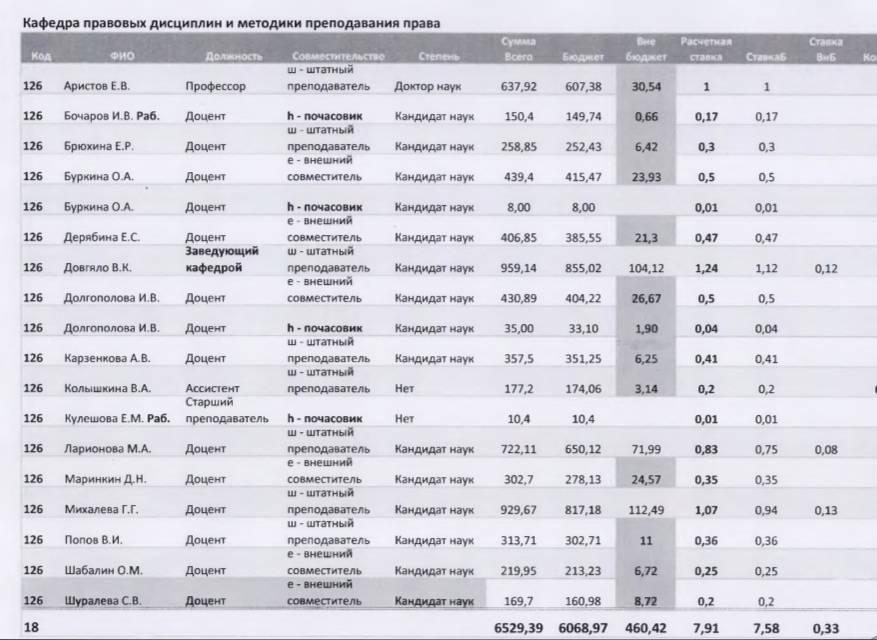 Кафедра правовых дисциплин и методики преподавания права
Код ФИО Должность Совместительство Степень Сумма Всего Бюджет Вне бюджет Расчетная ставка СтавкаБ Ставка ВнБ
126 Аристов Е.В. Профессор ш - штатный преподаватель Доктор наук 637,92 607,38 30,54 1 1
126 Бочаров И.В. Раб. Доцент h - почасовик Кандидат наук 150,4 149,74 0,66 0,17 0,17
126 Брюхина Е.Р. Доцент ш - штатный преподаватель Кандидат наук 258,85 252,43 6,42 0,3 0,3
126 Буркина О.А. Доцент е - внешний совместитель Кандидат наук 439,4 415,47 23,93 0,5 0,5
126 Буркина О.А. Доцент h - почасовик Кандидат наук 8,00 8,00 0,01 0,01
126 Дерябина Е.С. Доцент е - внешний совместитель Кандидат наук 406,85 385,55 21,3 0,47 0,47
126 Довгяло В.К. Заведующий кафедрой ш - штатный преподаватель Кандидат наук 959,14 855,02 104,12 1,24 1,12 0,12
126 Долгополова И.В. Доцент е - внешний совместитель Кандидат наук 430,89 404,22 26,67 0,5 0,5
126 Долгополова И.В. Доцент h - почасовик Кандидат наук 35,00 33,10 1,90 0,04 0,04
126 Карзенкова А.В. Доцент ш - штатный преподаватель Кандидат наук 357,5 351,25 6,25 0,41 0,41
126 Колышкина В.А. Ассистент ш - штатный преподаватель Нет 177,2 174,06 3,14 0,2 0,2
126 Кулешова Е.М. Раб. Старший преподаватель h - почасовик Нет 10,4 10,4 0,01 0,01
126 Ларионова М.А. Доцент ш - штатный преподаватель Кандидат наук 722,11 650,12 71,99 0,83 0,75 0,08
126 Маринкин Д.Н. Доцент е - внешний совместитель Кандидат наук 302,7 278,13 24,57 0,35 0,35
126 Михалева Г.Г. Доцент ш - штатный преподаватель Кандидат наук 929,67 817,18 112,49 1,07 0,94 0,13
126 Попов В.И. Доцент ш - штатный преподаватель Кандидат наук 313,71 302,71 11 0,36 0,36
126 Шабалин О.М. Доцент е - внешний совместитель Кандидат наук 219,95 213,23 6,72 0,25 0,25
126 Шуралева С.В. Доцент е - внешний совместитель Кандидат наук 169,7 160,98 8,72 0,2 0,2
18 6529,39 6068,97 460,42 7,91 7,58 0,33